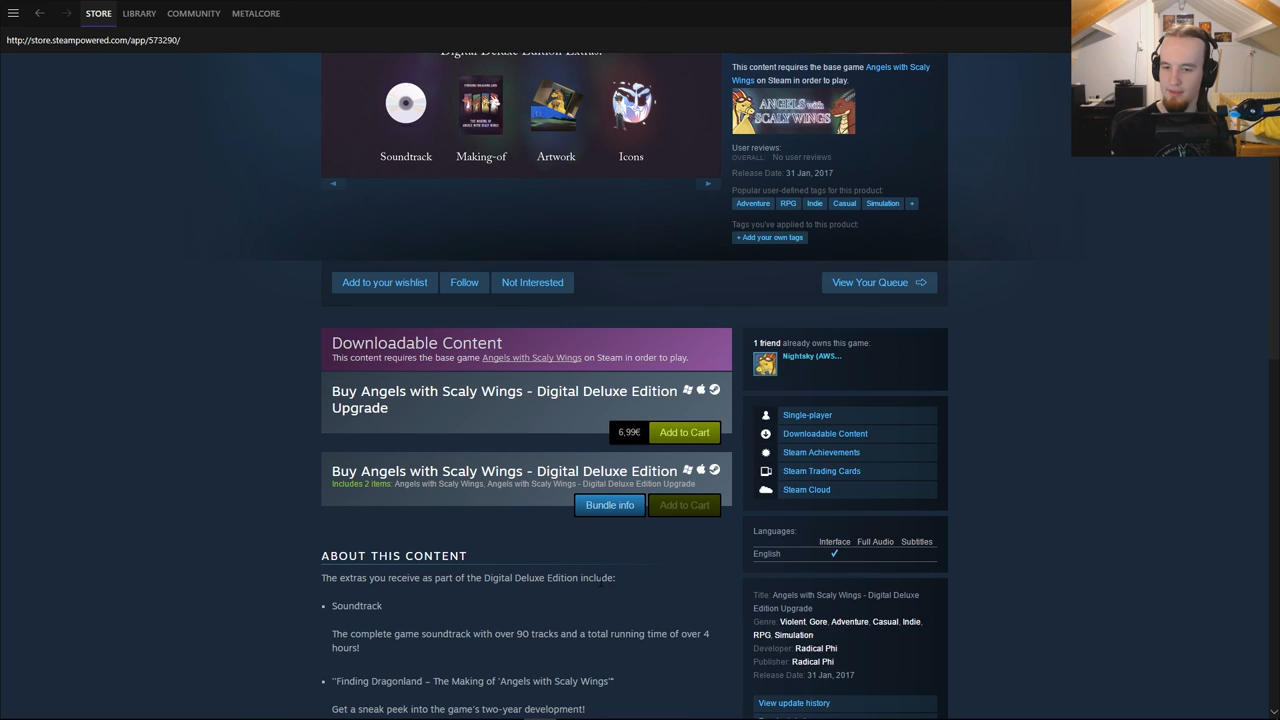 STORE LIBRARY COMMUNITY METALCORE
http://store.steampowered.com/app/573290/
Digital Deluxe Edition Extras:
Soundtrack Making-of Artwork Icons
This content requires the base game Angels with Scaly
Wings on Steam in order to play.
ANGELS with
SCALY WINGS
User reviews:
OVERALL: No user reviews
Release Date: 31 Jan, 2017
Popular user-defined tags for this product:
Adventure RPG Indie Casual Simulation +
Tags you've applied to this product:
+ Add your own tags
Add to your wishlist Follow Not Interested View Your Queue
Downloadable Content
This content requires the base game Angels with Scaly Wings on Steam in order to play.
Buy Angels with Scaly Wings - Digital Deluxe Edition
Upgrade
6,99€ Add to Cart
Buy Angels with Scaly Wings - Digital Deluxe Edition
Includes 2 items: Angels with Scaly Wings, Angels with Scaly Wings - Digital Deluxe Edition Upgrade
Bundle info Add to Cart
ABOUT THIS CONTENT
The extras you receive as part of the Digital Deluxe Edition include:
• Soundtrack
The complete game soundtrack with over 90 tracks and a total running time of over 4
hours!
• "Finding Dragonland – The Making of 'Angels with Scaly Wings'"
Get a sneak peek into the game's two-year development!
1 friend already owns this game:
Nightsky (AWS...
Single-player
Downloadable Content
Steam Achievements
Steam Trading Cards
Steam Cloud
Languages:
Interface Full Audio Subtitles
English ✓
Title: Angels with Scaly Wings - Digital Deluxe
Edition Upgrade
Genre: Violent, Gore, Adventure, Casual, Indie,
RPG, Simulation
Developer: Radical Phi
Publisher: Radical Phi
Release Date: 31 Jan, 2017
View update history